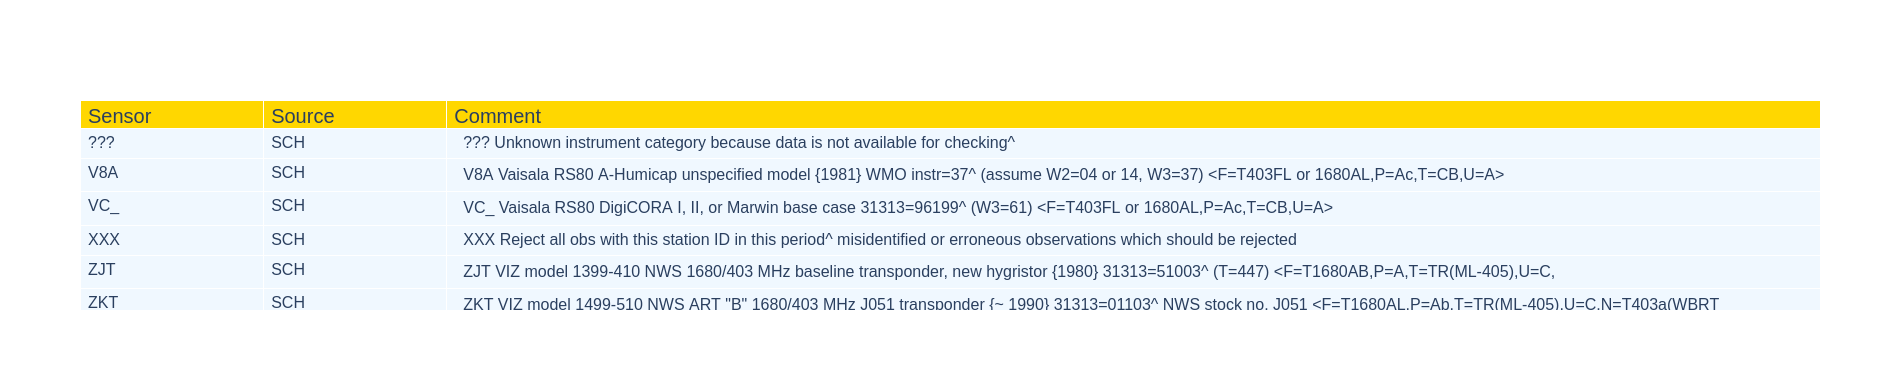 Sensor Source Comment
??? SCH ??? Unknown instrument category because data is not available for checking^
V8A SCH V8A Vaisala RS80 A-Humicap unspecified model {1981} WMO instr=37^ (assume W2=04 or 14, W3=37) <F=T403FL or 1680AL,P=Ac,T=CB,U=A>
VC_ SCH VC_ Vaisala RS80 DigiCORA I, II, or Marwin base case 31313=96199^ (W3=61) <F=T403FL or 1680AL,P=Ac,T=CB,U=A>
XXX SCH XXX Reject all obs with this station ID in this period^ misidentified or erroneous observations which should be rejected
ZJT SCH ZJT VIZ model 1399-410 NWS 1680/403 MHz baseline transponder, new hygristor {1980} 31313=51003^ (T=447) <F=T1680AB,P=A,T=TR(ML-405),U=C,
ZKT SCH ZKT VIZ model 1499-510 NWS ART "B" 1680/403 MHz J051 transponder {~ 1990} 31313=01103^ NWS stock no. J051 <F=T1680AL,P=Ab,T=TR(ML-405),U=C,N=T403a(WBRT